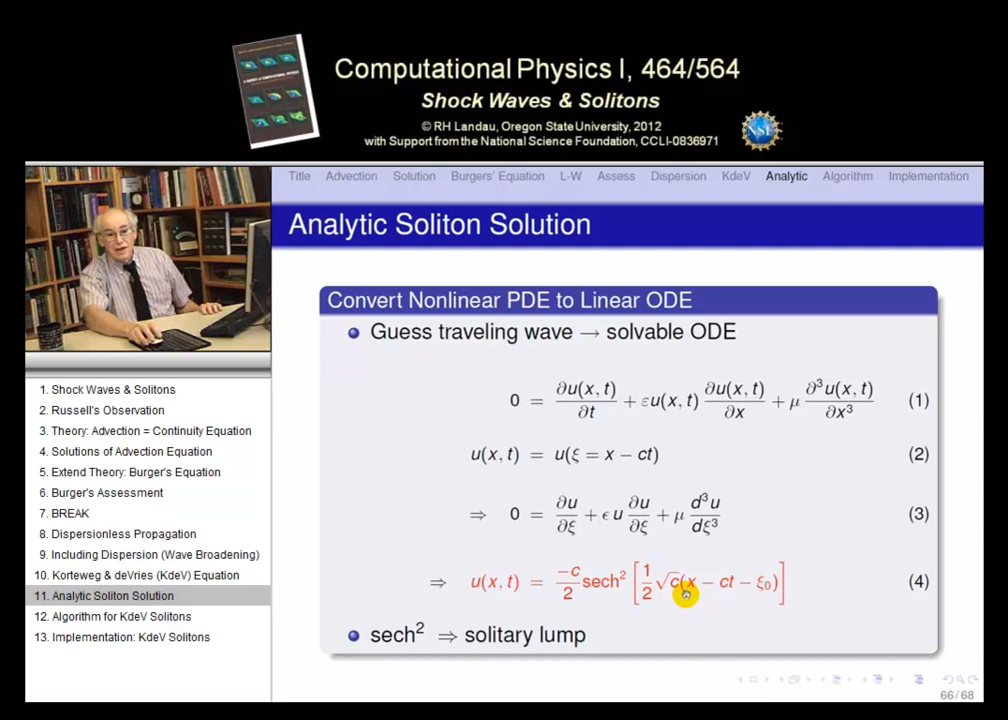 Computational Physics I, 464/564
Shock Waves & Solitons
© RH Landau, Oregon State University, 2012
with Support from the National Science Foundation, CCLI-0836971
NSF
Title Advection Solution Burgers' Equation L-W Assess Dispersion KdeV Analytic Algorithm Implementation
Analytic Soliton Solution
Convert Nonlinear PDE to Linear ODE
Guess traveling wave → solvable ODE
0 = ∂u(x, t)/∂t + εu(x, t) ∂u(x, t)/∂x + μ ∂³u(x, t)/∂x³ (1)
u(x, t) = u(ξ = x − ct) (2)
⇒ 0 = ∂u/∂ξ + ϵ u ∂u/∂ξ + μ d³u/dξ³ (3)
⇒ u(x, t) = −c/2 sech² [1/2 √c(x − ct − ξ₀)] (4)
sech² ⇒ solitary lump
66 / 68
1. Shock Waves & Solitons
2. Russell's Observation
3. Theory: Advection = Continuity Equation
4. Solutions of Advection Equation
5. Extend Theory: Burger's Equation
6. Burger's Assessment
7. BREAK
8. Dispersionless Propagation
9. Including Dispersion (Wave Broadening)
10. Korteweg & deVries (KdeV) Equation
11. Analytic Soliton Solution
12. Algorithm for KdeV Solitons
13. Implementation: KdeV Solitons